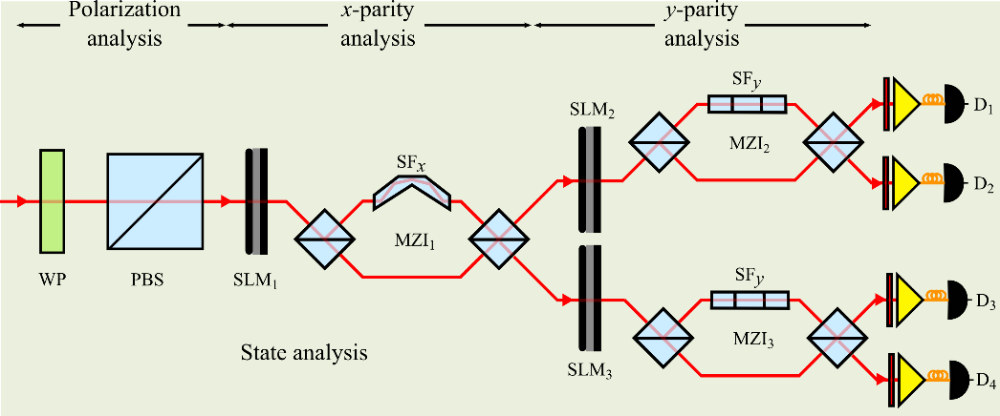 Polarization
analysis
x-parity
analysis
y-parity
analysis
WP
PBS
SLM1
SFx
MZI1
SLM2
SLM3
SFy
MZI2
SFy
MZI3
D1
D2
D3
D4
State analysis